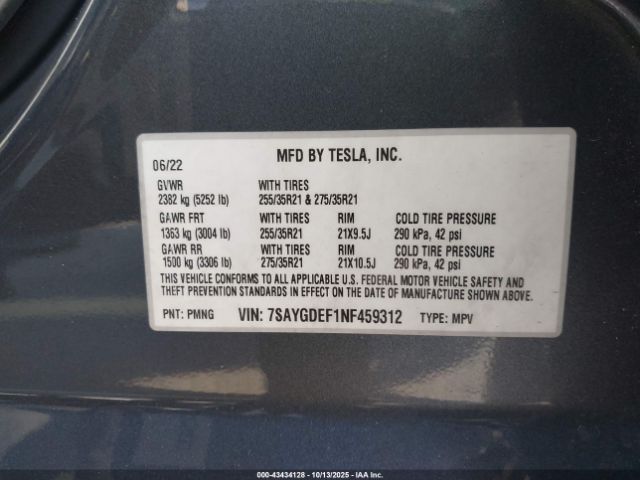 MFD BY TESLA, INC.
06/22
GVWR WITH TIRES
2382 kg (5252 lb) 255/35R21 & 275/35R21
GAWR FRT WITH TIRES RIM COLD TIRE PRESSURE
1363 kg (3004 lb) 255/35R21 21X9.5J 290 kPa, 42 psi
GAWR RR WITH TIRES RIM COLD TIRE PRESSURE
1500 kg (3306 lb) 275/35R21 21X10.5J 290 kPa, 42 psi
THIS VEHICLE CONFORMS TO ALL APPLICABLE U.S. FEDERAL MOTOR VEHICLE SAFETY AND
THEFT PREVENTION STANDARDS IN EFFECT ON THE DATE OF MANUFACTURE SHOWN ABOVE.
PNT: PMNG VIN: 7SAYGDEF1NF459312 TYPE: MPV
000-43434128 - 10/13/2025 - IAA, Inc.